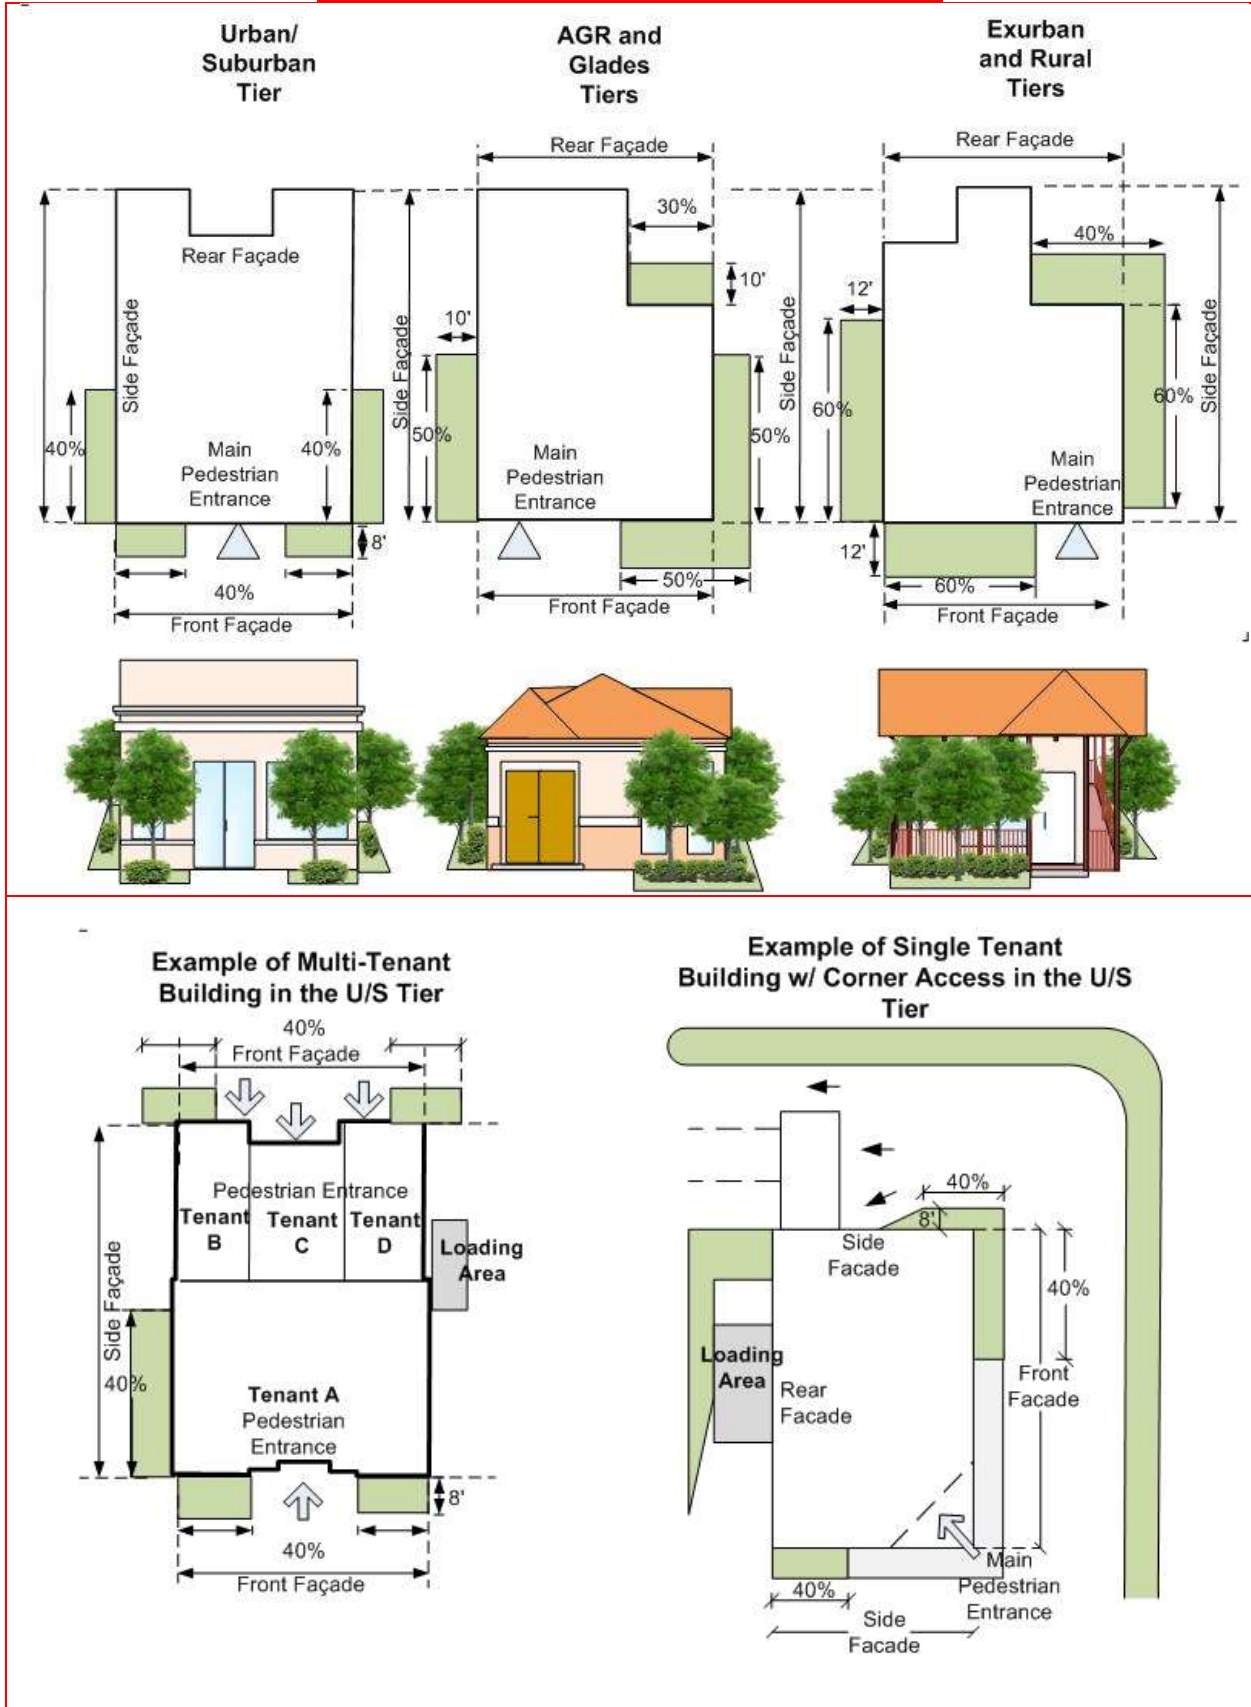 Urban/
Suburban
Tier
AGR and
Glades
Tiers
Exurban
and Rural
Tiers
Rear Façade
Rear Façade
30%
40%
Rear Façade
10'
12'
10'
Side Façade
Side Façade
Side Façade
Side Façade
40%
40%
50%
50%
60%
60%
Main
Pedestrian
Entrance
Main
Pedestrian
Entrance
Main
Pedestrian
Entrance
8'
12'
40%
50%
60%
Front Façade
Front Façade
Front Façade
Example of Multi-Tenant
Building in the U/S Tier
40%
Front Façade
Pedestrian Entrance
Tenant
B
Tenant
C
Tenant
D
Loading
Area
Side Façade
40%
Tenant A
Pedestrian
Entrance
8'
40%
Front Façade
Example of Single Tenant
Building w/ Corner Access in the U/S
Tier
40%
8'
Side
Facade
40%
Loading
Area
Rear
Facade
Front
Facade
Main
Pedestrian
Entrance
40%
Side
Facade